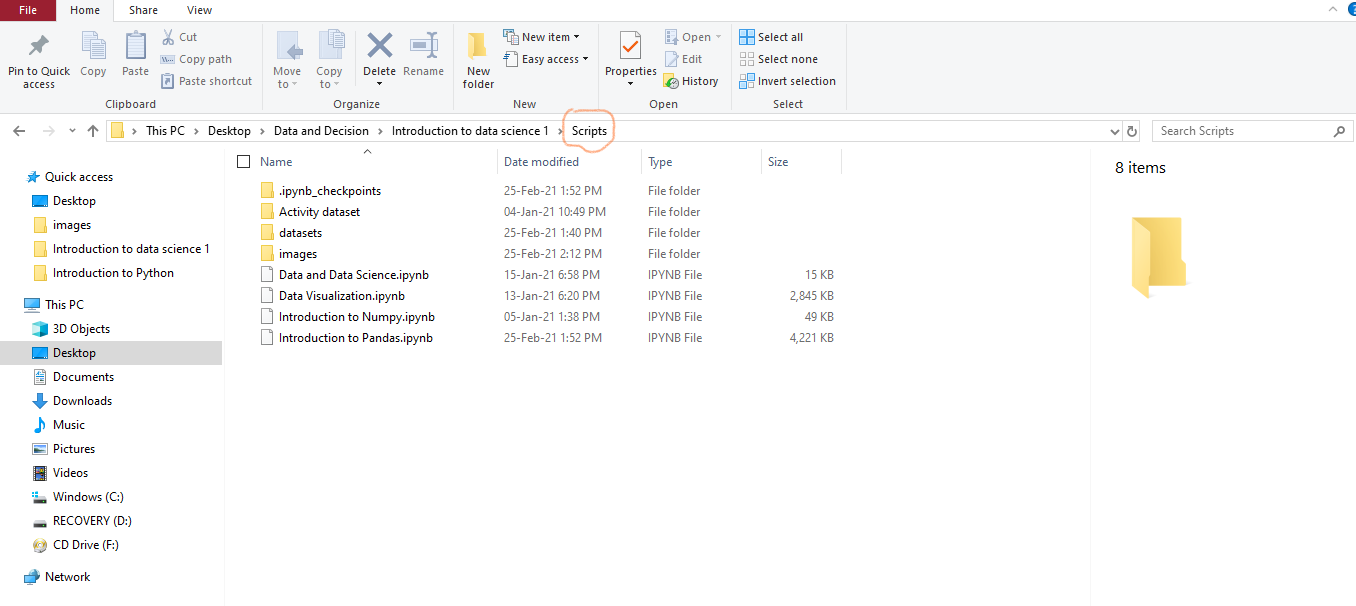 File Home Share View
Cut
Copy path
Paste shortcut
Pin to Quick access
Copy
Paste
Clipboard
Move to
Copy to
Delete
Rename
Organize
New folder
New item
Easy access
New
Properties
Open
Edit
History
Open
Select all
Select none
Invert selection
Select
This PC > Desktop > Data and Decision > Introduction to data science 1 > Scripts
Search Scripts
Quick access
Desktop
images
Introduction to data science 1
Introduction to Python
This PC
3D Objects
Desktop
Documents
Downloads
Music
Pictures
Videos
Windows (C:)
RECOVERY (D:)
CD Drive (F:)
Network
Name Date modified Type Size
.ipynb_checkpoints 25-Feb-21 1:52 PM File folder
Activity dataset 04-Jan-21 10:49 PM File folder
datasets 25-Feb-21 1:40 PM File folder
images 25-Feb-21 2:12 PM File folder
Data and Data Science.ipynb 15-Jan-21 6:58 PM IPYNB File 15 KB
Data Visualization.ipynb 13-Jan-21 6:20 PM IPYNB File 2,845 KB
Introduction to Numpy.ipynb 05-Jan-21 1:38 PM IPYNB File 49 KB
Introduction to Pandas.ipynb 25-Feb-21 1:52 PM IPYNB File 4,221 KB
8 items